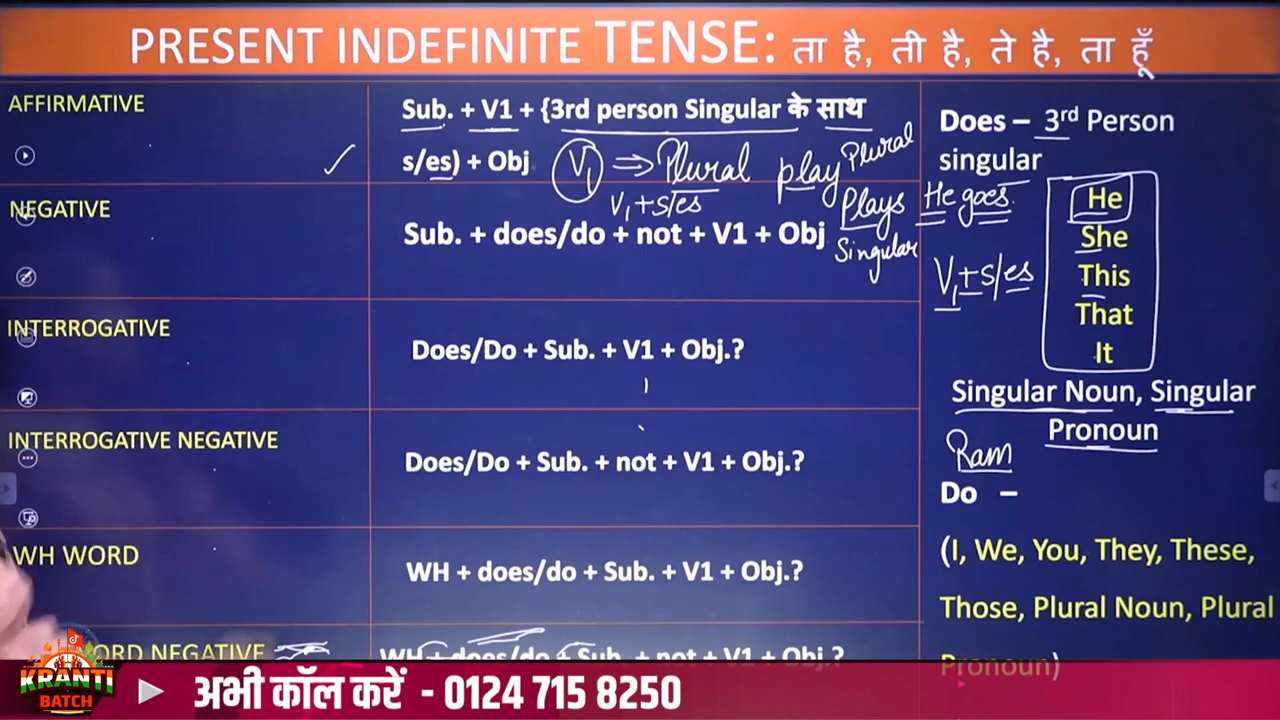 PRESENT INDEFINITE TENSE: ता है, ती है, ते है, ता हूँ
AFFIRMATIVE
Sub. + V1 + {3rd person Singular के साथ
s/es) + Obj
V1 ⇒ Plural play Plural
V1+s/es Plays Singular
NEGATIVE
Sub. + does/do + not + V1 + Obj
INTERROGATIVE
Does/Do + Sub. + V1 + Obj.?
INTERROGATIVE NEGATIVE
Does/Do + Sub. + not + V1 + Obj.?
WH WORD
WH + does/do + Sub. + V1 + Obj.?
ORD NEGATIVE
WH + does/do + Sub. + not + V1 + Obj.?
Does – 3rd Person
singular
He goes.
V1+s/es
He
She
This
That
It
Singular Noun, Singular
Pronoun
Ram
Do –
(I, We, You, They, These,
Those, Plural Noun, Plural
Pronoun)
KRANTI
BATCH
अभी कॉल करें - 0124 715 8250